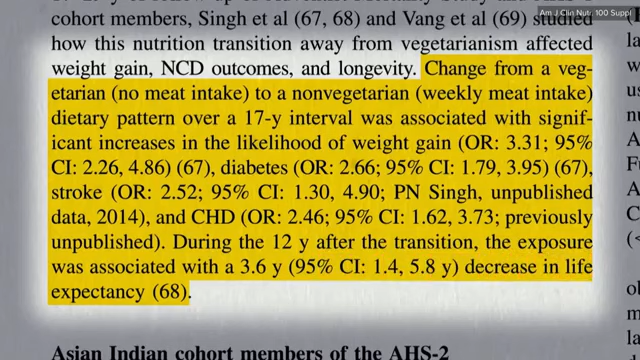 Am J Clin Nutr. 100 Suppl
cohort members, Singh et al (67, 68) and Vang et al (69) studied
how this nutrition transition away from vegetarianism affected
weight gain, NCD outcomes, and longevity. Change from a veg-
etarian (no meat intake) to a nonvegetarian (weekly meat intake)
dietary pattern over a 17-y interval was associated with signif-
icant increases in the likelihood of weight gain (OR: 3.31; 95%
CI: 2.26, 4.86) (67), diabetes (OR: 2.66; 95% CI: 1.79, 3.95) (67),
stroke (OR: 2.52; 95% CI: 1.30, 4.90; PN Singh, unpublished
data, 2014), and CHD (OR: 2.46; 95% CI: 1.62, 3.73; previously
unpublished). During the 12 y after the transition, the exposure
was associated with a 3.6 y (95% CI: 1.4, 5.8 y) decrease in life
expectancy (68).
Asian Indian cohort members of the AHS-2